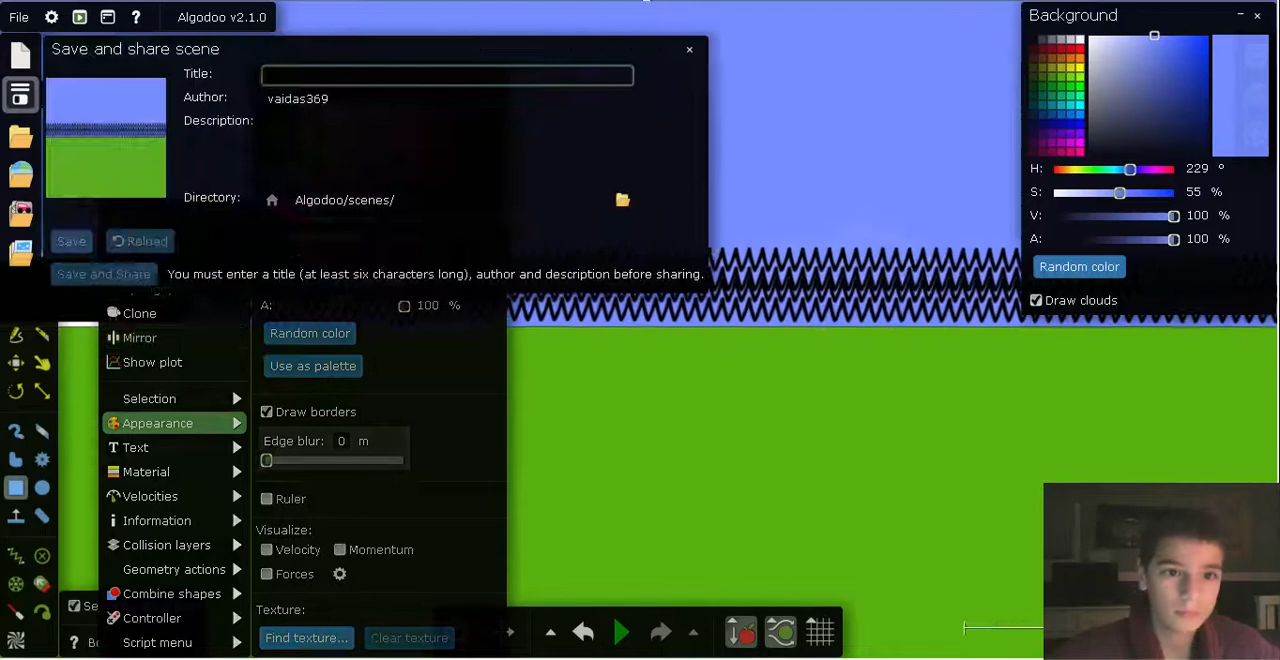 File
Algodoo v2.1.0
Save and share scene
Title:
Author: vaidas369
Description:
Directory: Algodoo/scenes/
Save
Reload
Save and Share
You must enter a title (at least six characters long), author and description before sharing.
Background
H: 229 °
S: 55 %
V: 100 %
A: 100 %
Random color
Draw clouds
Clone
Mirror
Show plot
Selection
Appearance
Text
Material
Velocities
Information
Collision layers
Geometry actions
Combine shapes
Controller
Script menu
A: 100 %
Random color
Use as palette
Draw borders
Edge blur: 0 m
Ruler
Visualize:
Velocity
Momentum
Forces
Texture:
Find texture...
Clear texture